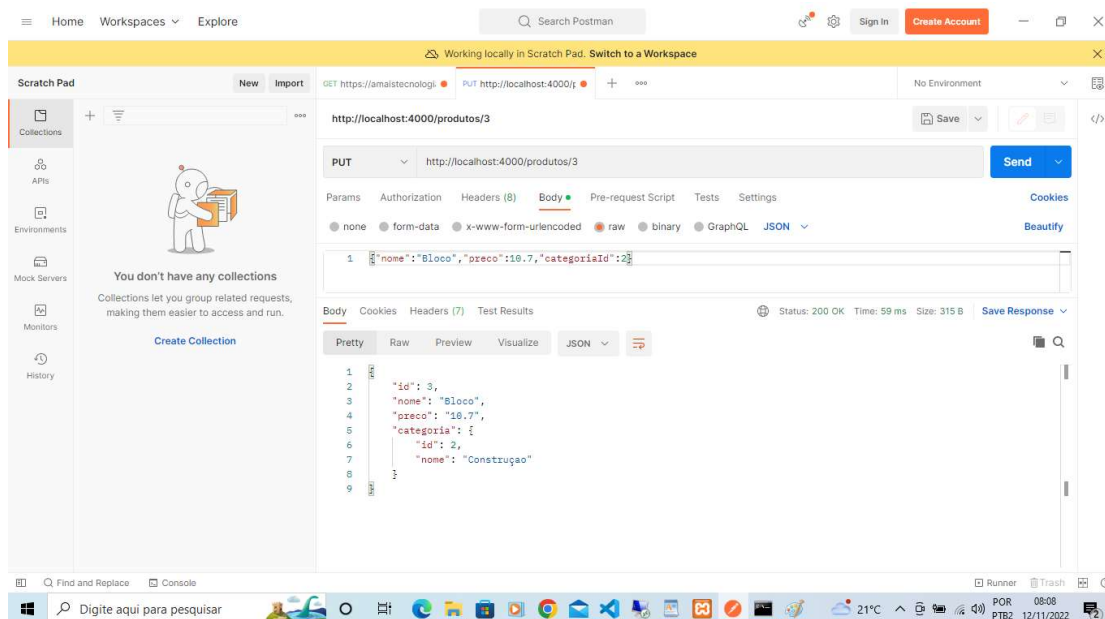 Home Workspaces Explore Search Postman Sign In Create Account
Working locally in Scratch Pad. Switch to a Workspace
Scratch Pad New Import GET https://amaistecnologi. PUT http://localhost:4000/p No Environment
Collections
APIs
Environments
Mock Servers
Monitors
History
You don't have any collections
Collections let you group related requests,
making them easier to access and run.
Create Collection
http://localhost:4000/produtos/3 Save
PUT http://localhost:4000/produtos/3 Send
Params Authorization Headers (8) Body Pre-request Script Tests Settings Cookies
none form-data x-www-form-urlencoded raw binary GraphQL JSON Beautify
1 {"nome":"Bloco","preco":10.7,"categoriaId":2}
Body Cookies Headers (7) Test Results Status: 200 OK Time: 59 ms Size: 315 B Save Response
Pretty Raw Preview Visualize JSON
1 {
2 "id": 3,
3 "nome": "Bloco",
4 "preco": "10.7",
5 "categoria": {
6 "id": 2,
7 "nome": "Construçao"
8 }
9 }
Find and Replace Console Runner Trash
Digite aqui para pesquisar 21°C POR 08:08
PTB2 12/11/2022